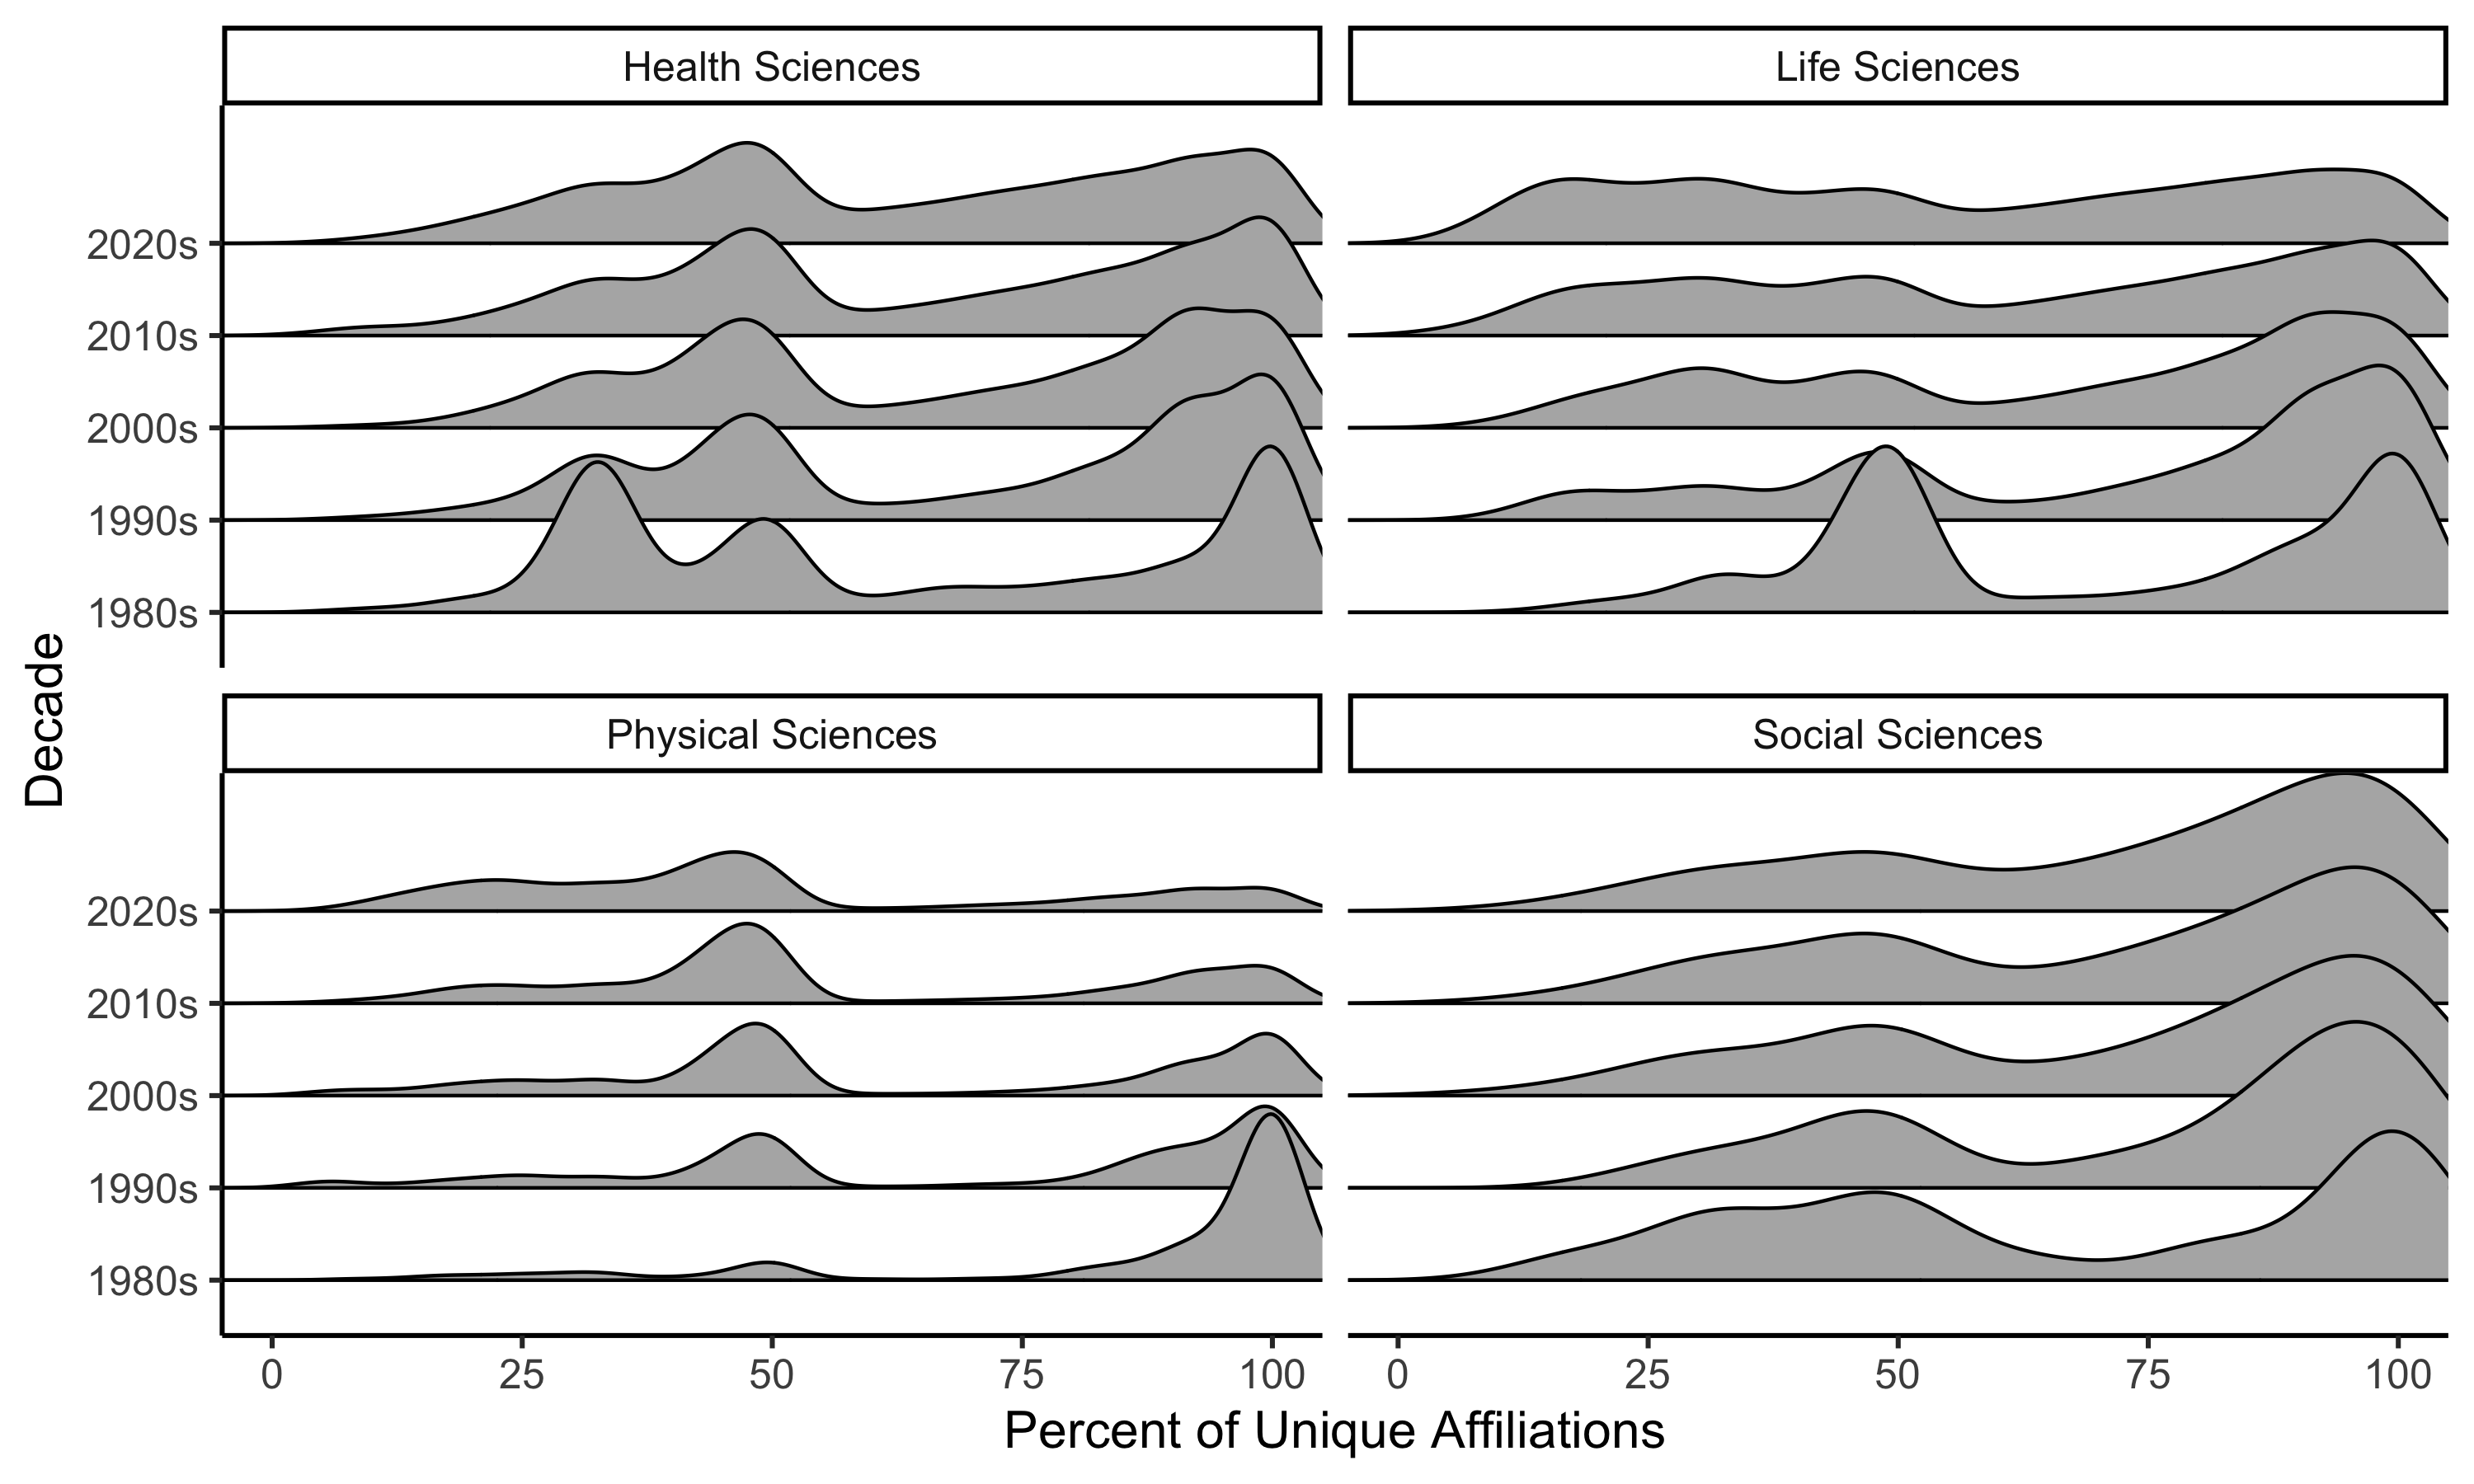 Health Sciences
Life Sciences
2020s
2010s
2000s
1990s
1980s
Decade
Physical Sciences
Social Sciences
2020s
2010s
2000s
1990s
1980s
0 25 50 75 100 0 25 50 75 100
Percent of Unique Affiliations